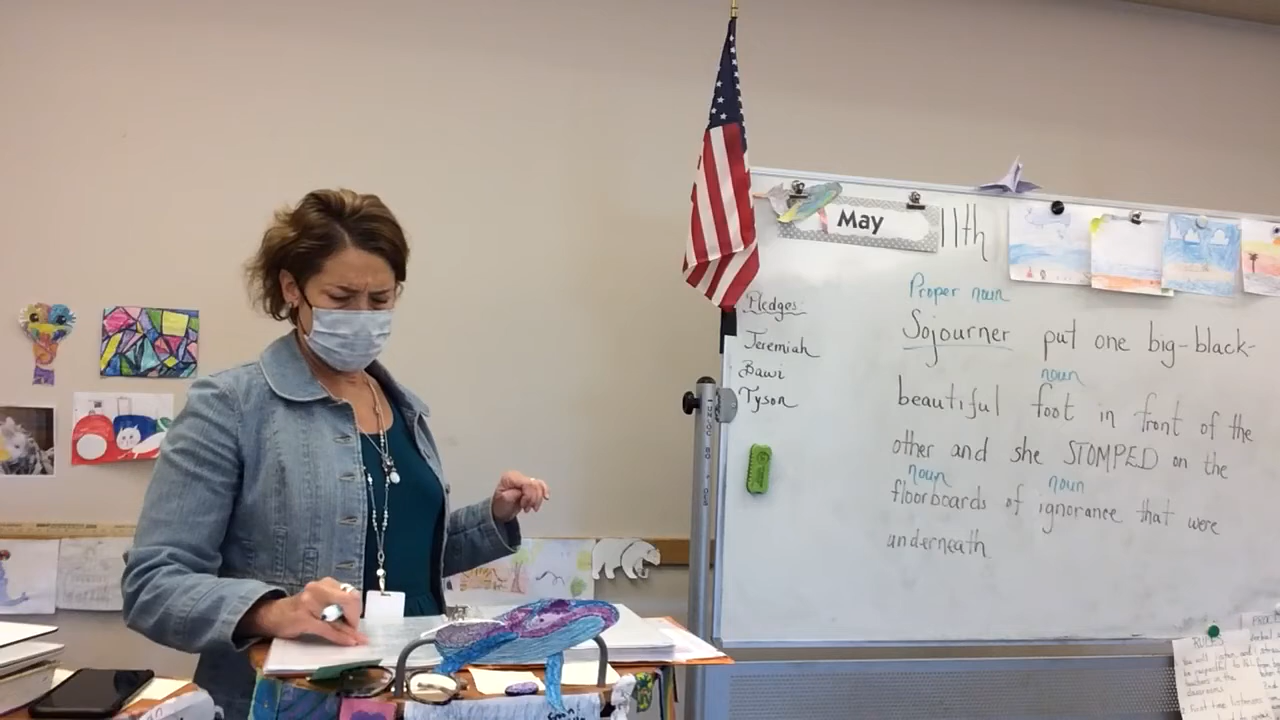 May 11th
Pledges:
Jeremiah
Bawi
Tyson
Proper noun
Sojourner put one big-black-
noun
beautiful foot in front of the
other and she STOMPED on the
noun noun
floorboards of ignorance that were
underneath
RULES